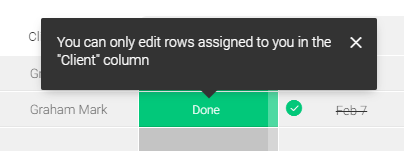 You can only edit rows assigned to you in the
"Client" column
Graham Mark Done Feb 7